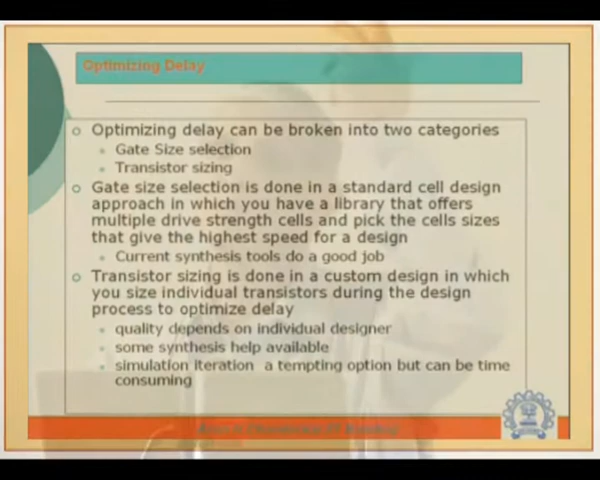 Optimizing Delay
Optimizing delay can be broken into two categories
Gate Size selection
Transistor sizing
Gate size selection is done in a standard cell design
approach in which you have a library that offers
multiple drive strength cells and pick the cells sizes
that give the highest speed for a design
Current synthesis tools do a good job
Transistor sizing is done in a custom design in which
you size individual transistors during the design
process to optimize delay
quality depends on individual designer
some synthesis help available
simulation iteration a tempting option but can be time
consuming